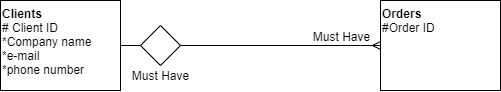 Clients
# Client ID
*Company name
*e-mail
*phone number
Must Have
Must Have
Orders
#Order ID